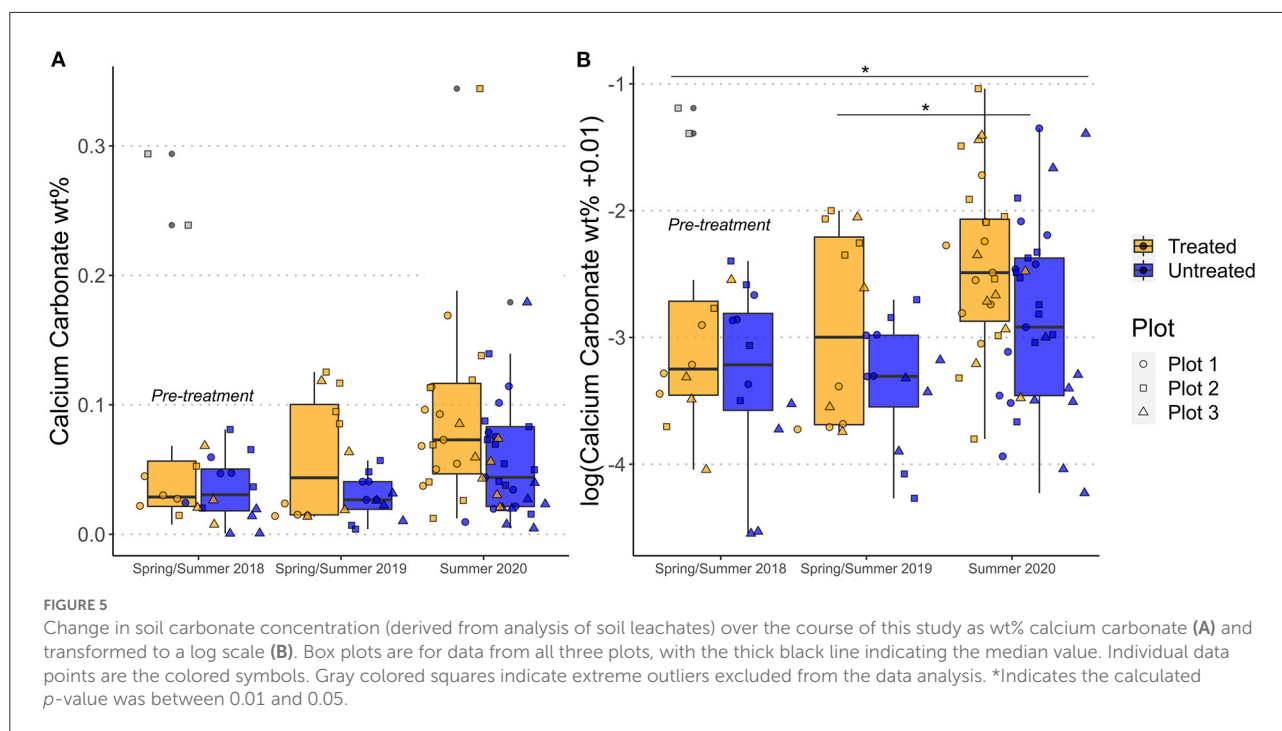 A
Calcium Carbonate wt%
0.3
0.2
0.1
0.0
Pre-treatment
Spring/Summer 2018
Spring/Summer 2019
Summer 2020
B
log(Calcium Carbonate wt% +0.01)
-1
-2
-3
-4
*
*
Pre-treatment
Spring/Summer 2018
Spring/Summer 2019
Summer 2020
Treated
Untreated
Plot
Plot 1
Plot 2
Plot 3
FIGURE 5
Change in soil carbonate concentration (derived from analysis of soil leachates) over the course of this study as wt% calcium carbonate (A) and
transformed to a log scale (B). Box plots are for data from all three plots, with the thick black line indicating the median value. Individual data
points are the colored symbols. Gray colored squares indicate extreme outliers excluded from the data analysis. *Indicates the calculated
p-value was between 0.01 and 0.05.